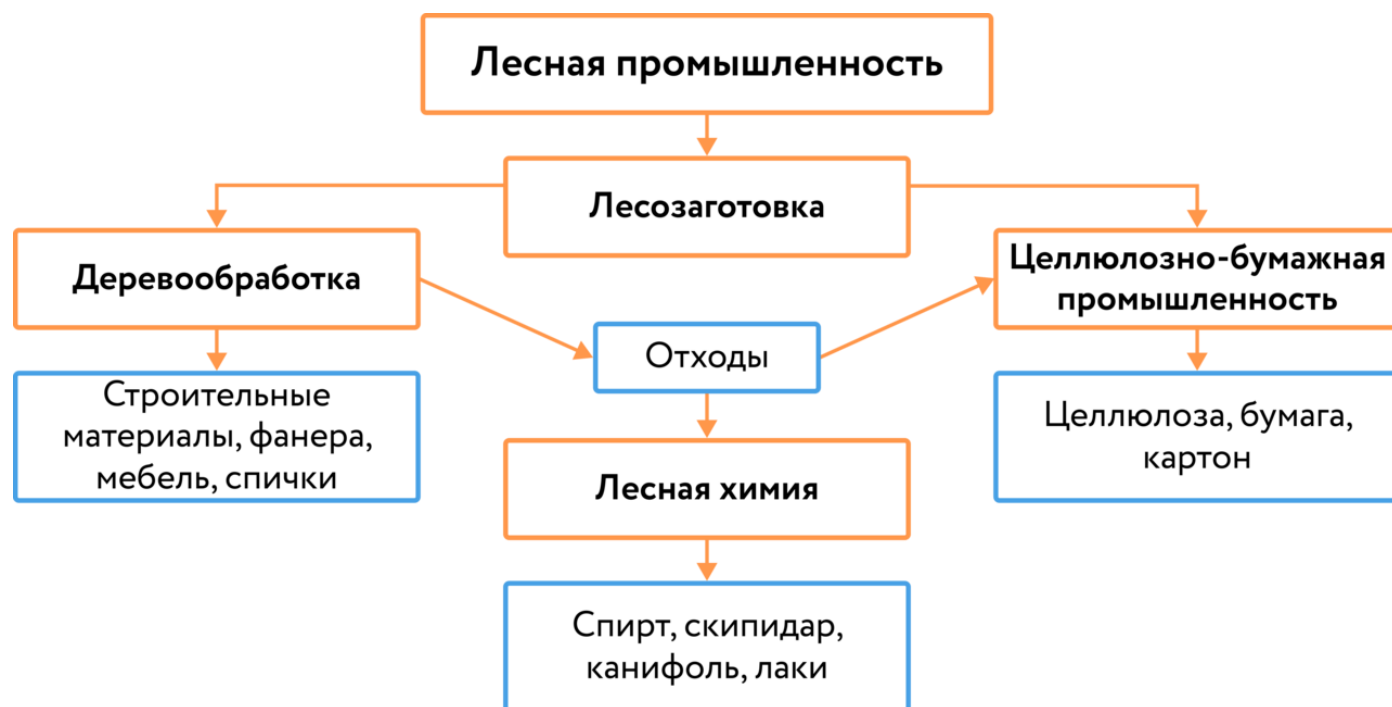 Лесная промышленность
Лесозаготовка
Деревообработка
Целлюлозно-бумажная
промышленность
Отходы
Строительные
материалы, фанера,
мебель, спички
Целлюлоза, бумага,
картон
Лесная химия
Спирт, скипидар,
канифоль, лаки